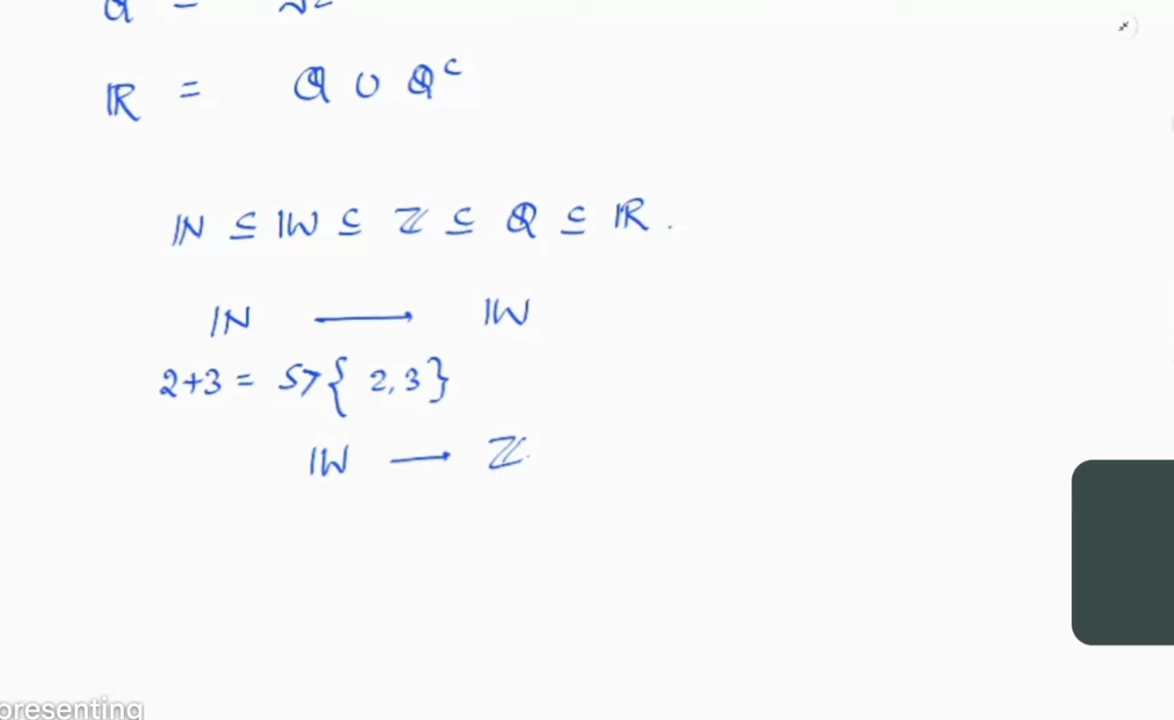 ℝ = ℚ ∪ ℚᶜ
ℕ ⊆ 𝕎 ⊆ ℤ ⊆ ℚ ⊆ ℝ.
ℕ → 𝕎
2+3 = 5 > {2,3}
𝕎 → ℤ
presenting